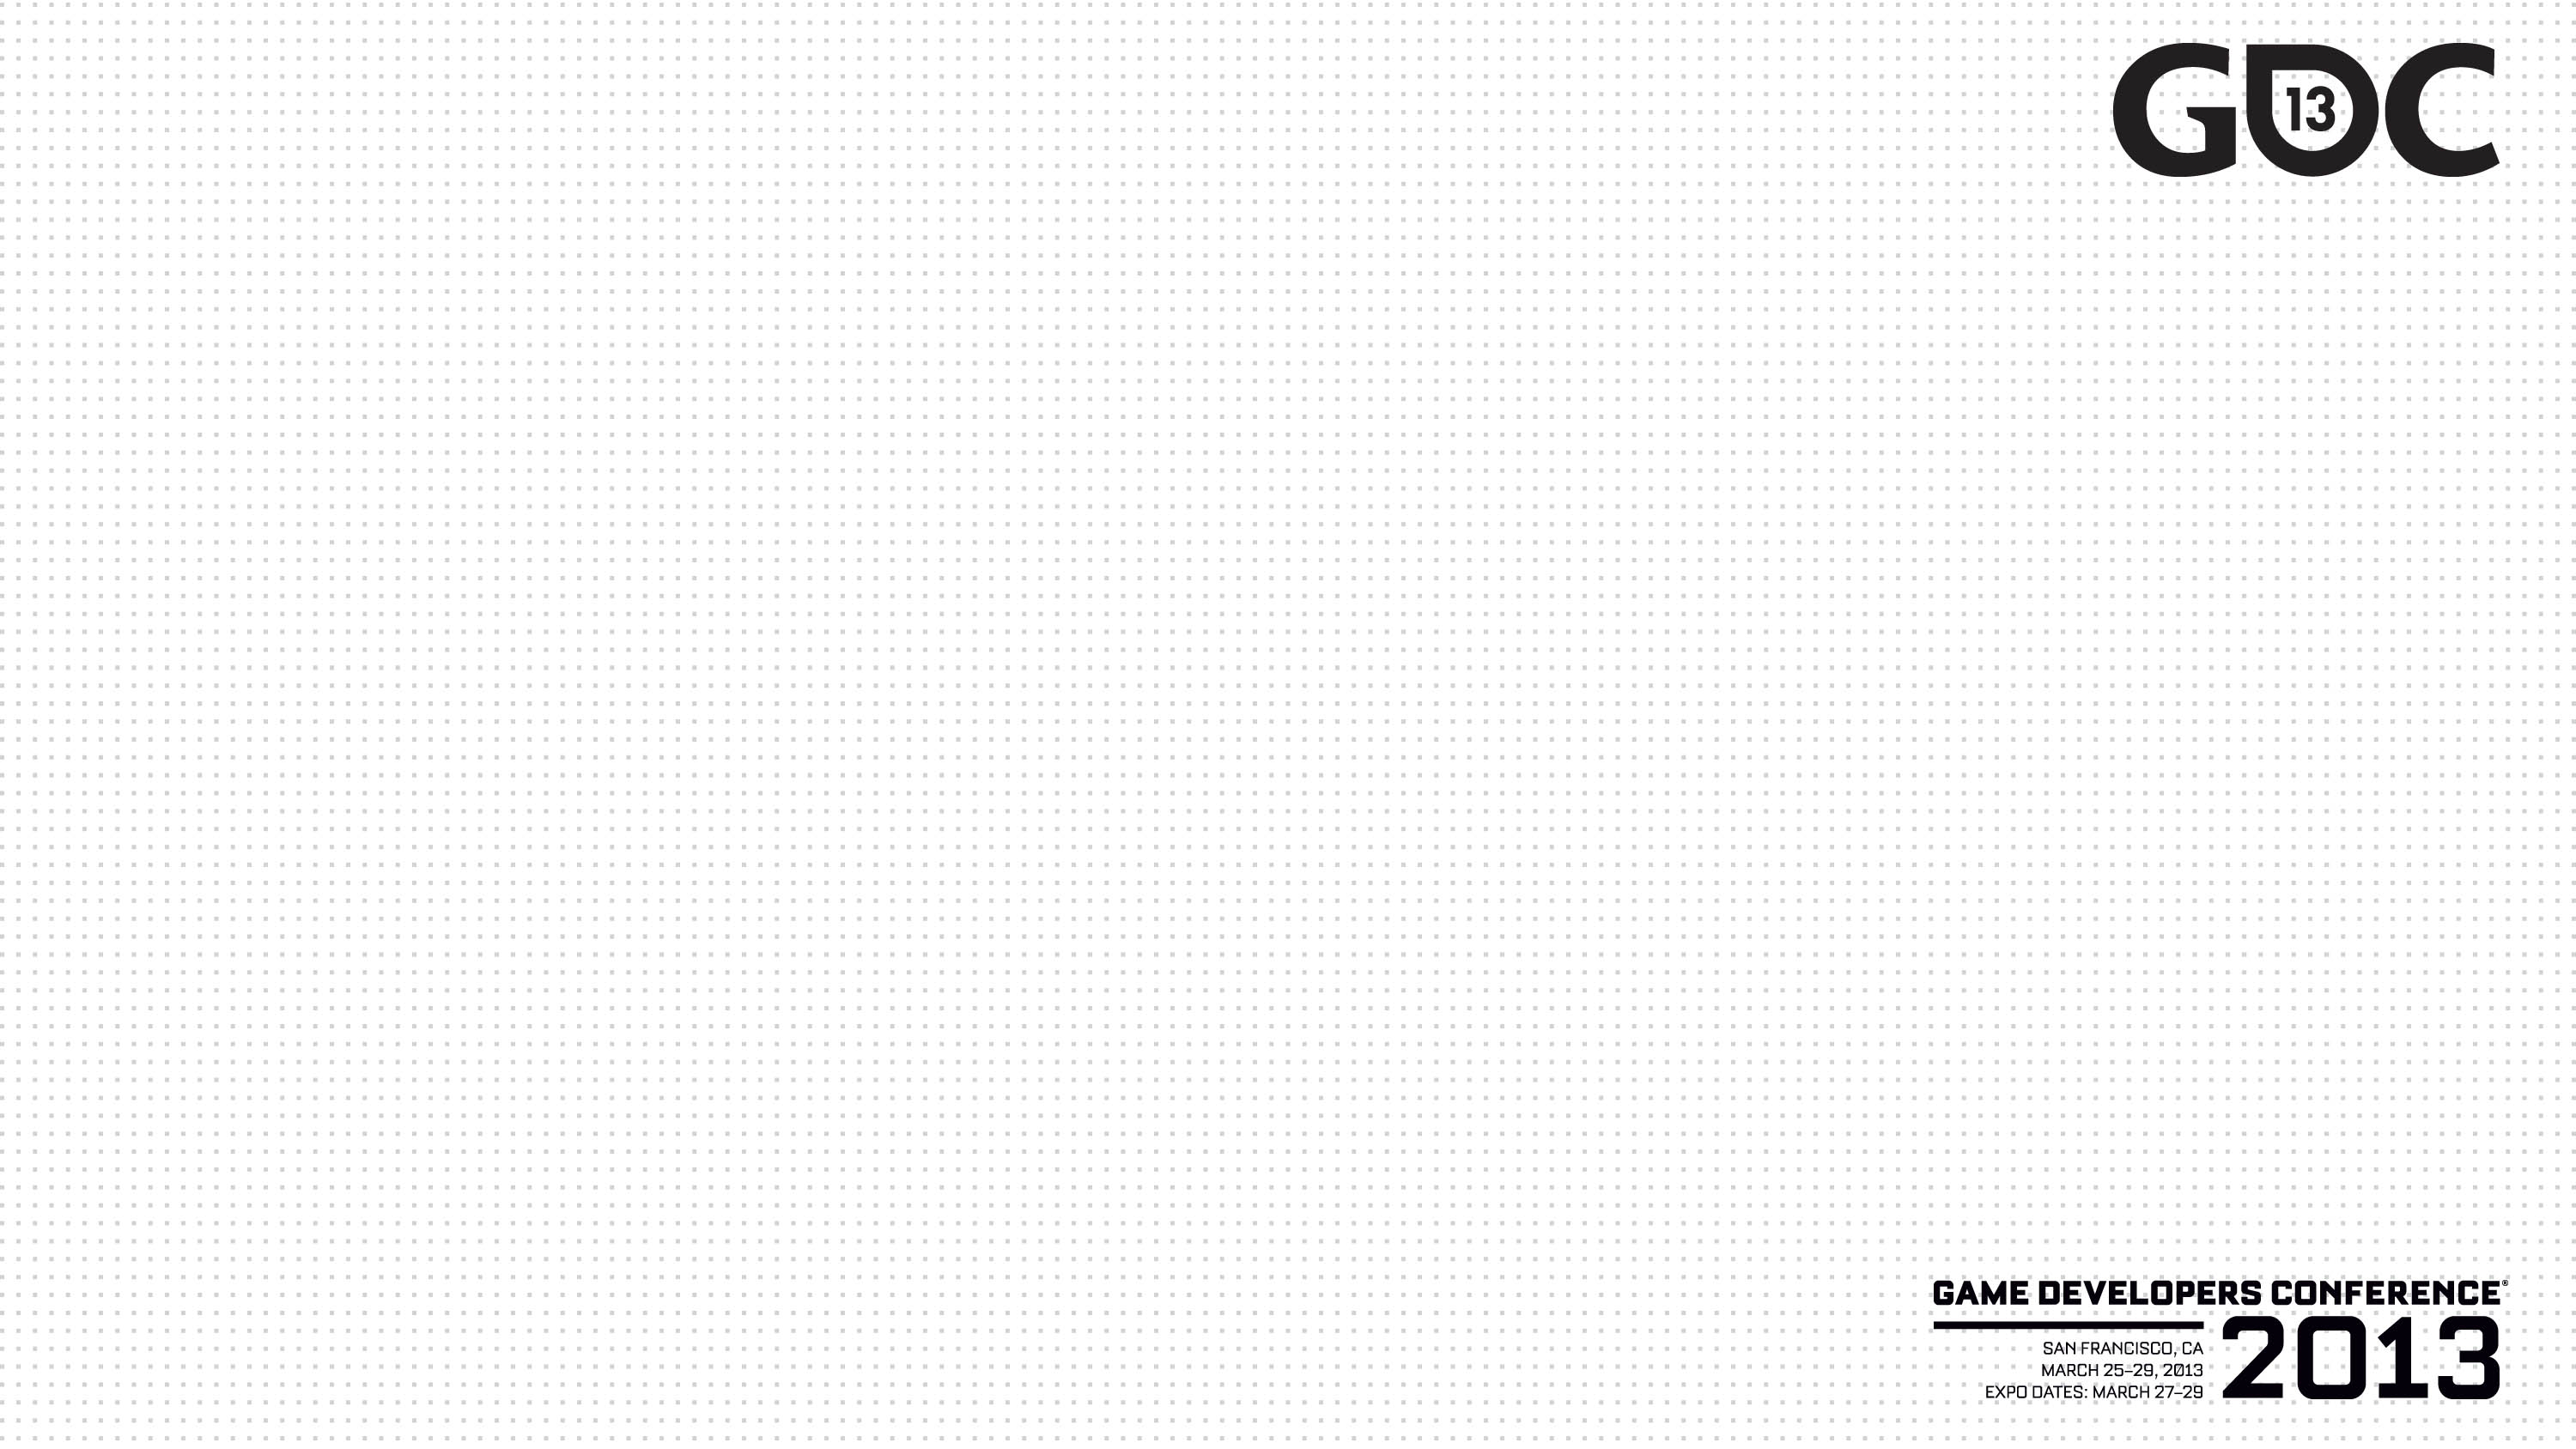 GDC
13
GAME DEVELOPERS CONFERENCE®
SAN FRANCISCO, CA
MARCH 25–29, 2013
EXPO DATES: MARCH 27–29
2013